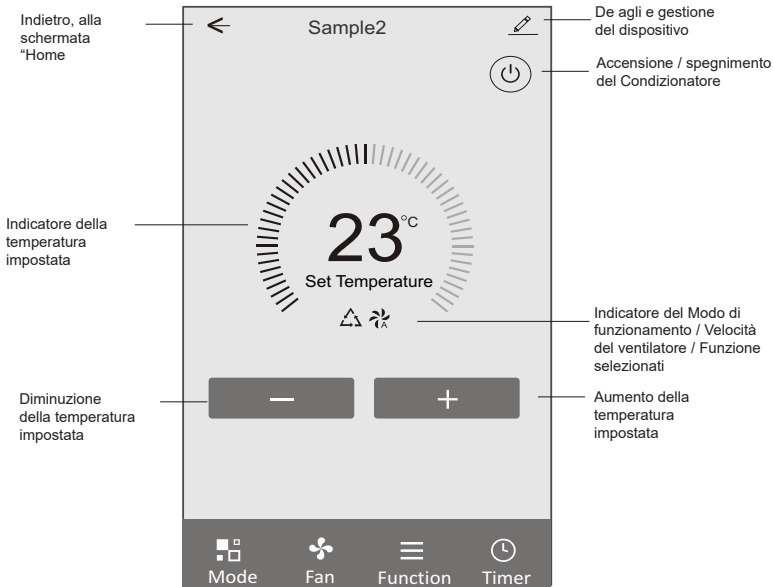 Indietro, alla
schermata
“Home
Sample2
De agli e gestione
del dispositivo
Accensione / spegnimento
del Condizionatore
Indicatore della
temperatura
impostata
23°C
Set Temperature
A
Indicatore del Modo di
funzionamento / Velocità
del ventilatore / Funzione
selezionati
Diminuzione
della temperatura
impostata
Aumento della
temperatura
impostata
Mode
Fan
Function
Timer